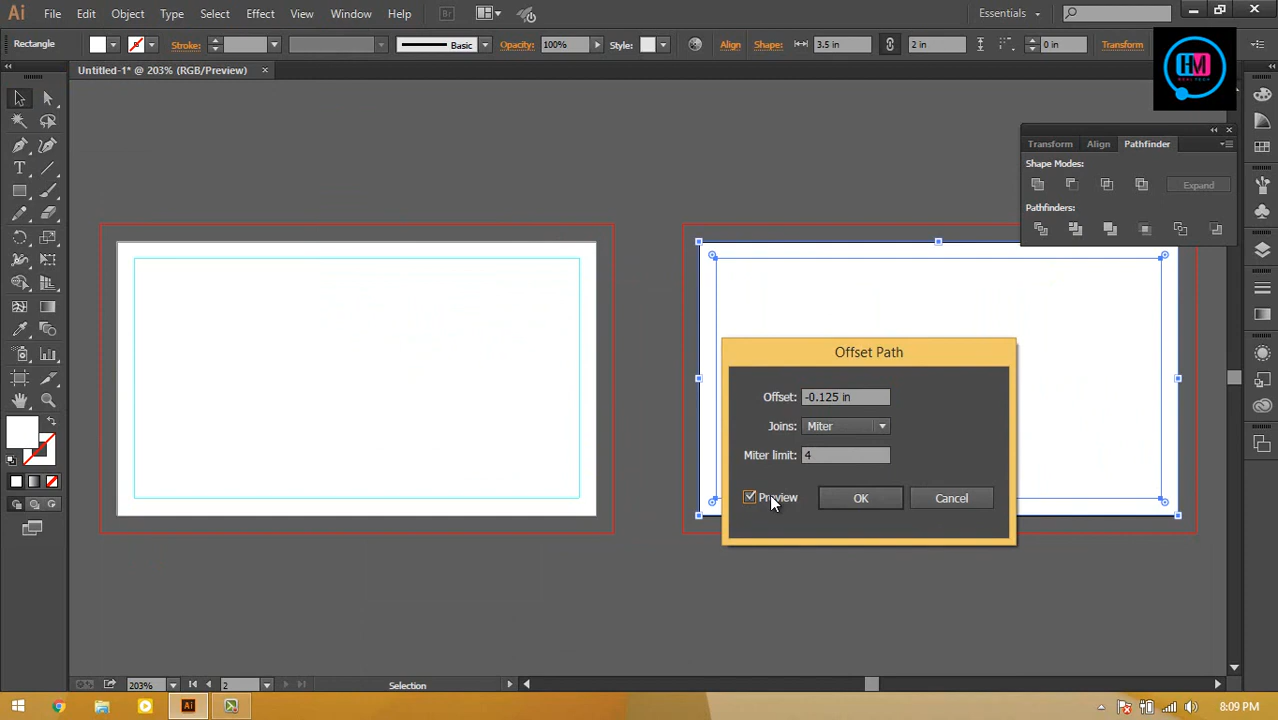 Ai File Edit Object Type Select Effect View Window Help Br Essentials
Rectangle Stroke: Basic Opacity: 100% Style: Align Shape: 3.5 in 2 in 0 in Transform
HM
Untitled-1* @ 203% (RGB/Preview)
Transform Align Pathfinder
Shape Modes:
Expand
Pathfinders:
Offset Path
Offset: -0.125 in
Joins: Miter
Miter limit: 4
Preview OK Cancel
203% 2 Selection
Ai 8:09 PM